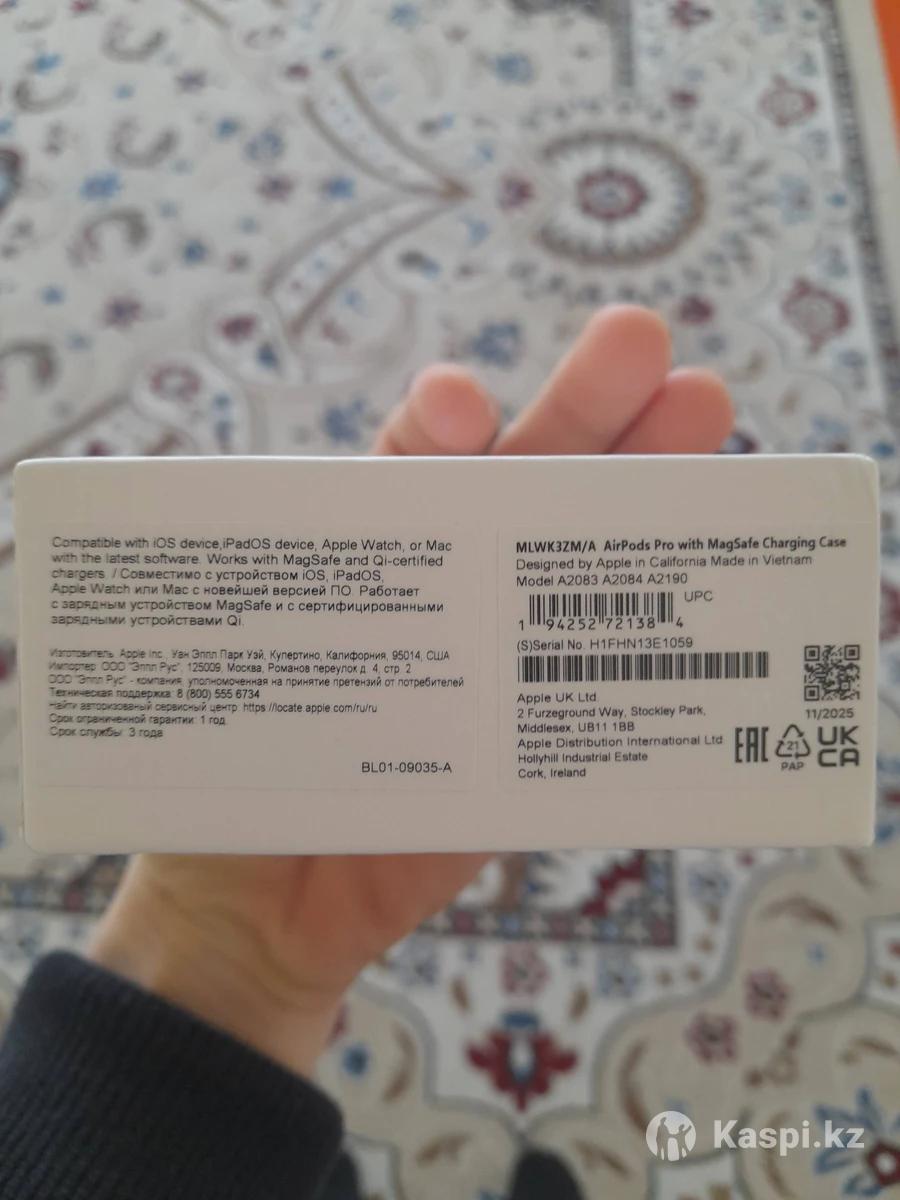 Compatible with iOS device,iPadOS device, Apple Watch, or Mac
with the latest software. Works with MagSafe and Qi-certified
chargers. / Совместимо с устройством iOS, iPadOS,
Apple Watch или Mac с новейшей версией ПО. Работает
с зарядным устройством MagSafe и с сертифицированными
зарядными устройствами Qi.
Изготовитель: Apple Inc., Уан Эппл Парк Уэй, Купертино, Калифорния, 95014, США
Импортер: ООО "Эппл Рус", 125009, Москва, Романов переулок д. 4, стр. 2
ООО "Эппл Рус" - компания, уполномоченная на принятие претензий от потребителей
Техническая поддержка: 8 (800) 555 6734
Найти авторизованый сервисный центр: https://locate.apple.com/ru/ru
Срок ограниченной гарантии: 1 год.
Срок службы: 3 года
BL01-09035-A
MLWK3ZM/A AirPods Pro with MagSafe Charging Case
Designed by Apple in California Made in Vietnam
Model A2083 A2084 A2190
UPC
1 94252 72138 4
(S)Serial No. H1FHN13E1059
Apple UK Ltd.
2 Furzeground Way, Stockley Park,
Middlesex, UB11 1BB
Apple Distribution International Ltd
Hollyhill Industrial Estate
Cork, Ireland
11/2025
EAC
21
PAP
UK
CA
Kaspi.kz